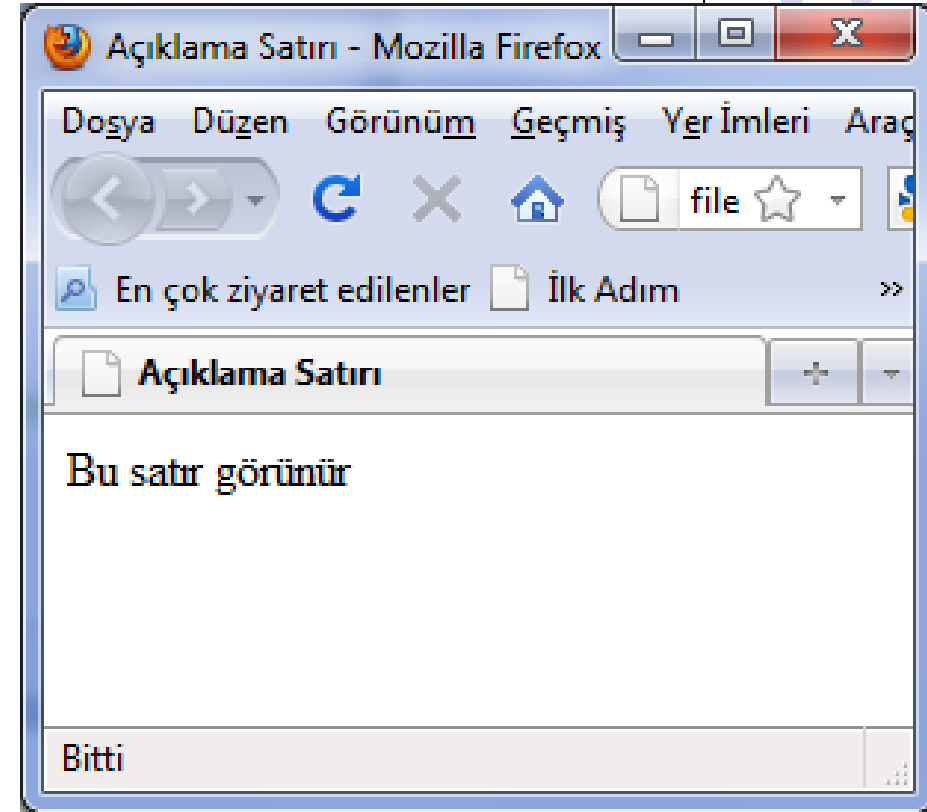 Açıklama Satırı - Mozilla Firefox
Dosya Düzen Görünüm Geçmiş Yer İmleri Araç
file
En çok ziyaret edilenler İlk Adım »
Açıklama Satırı
Bu satır görünür
Bitti